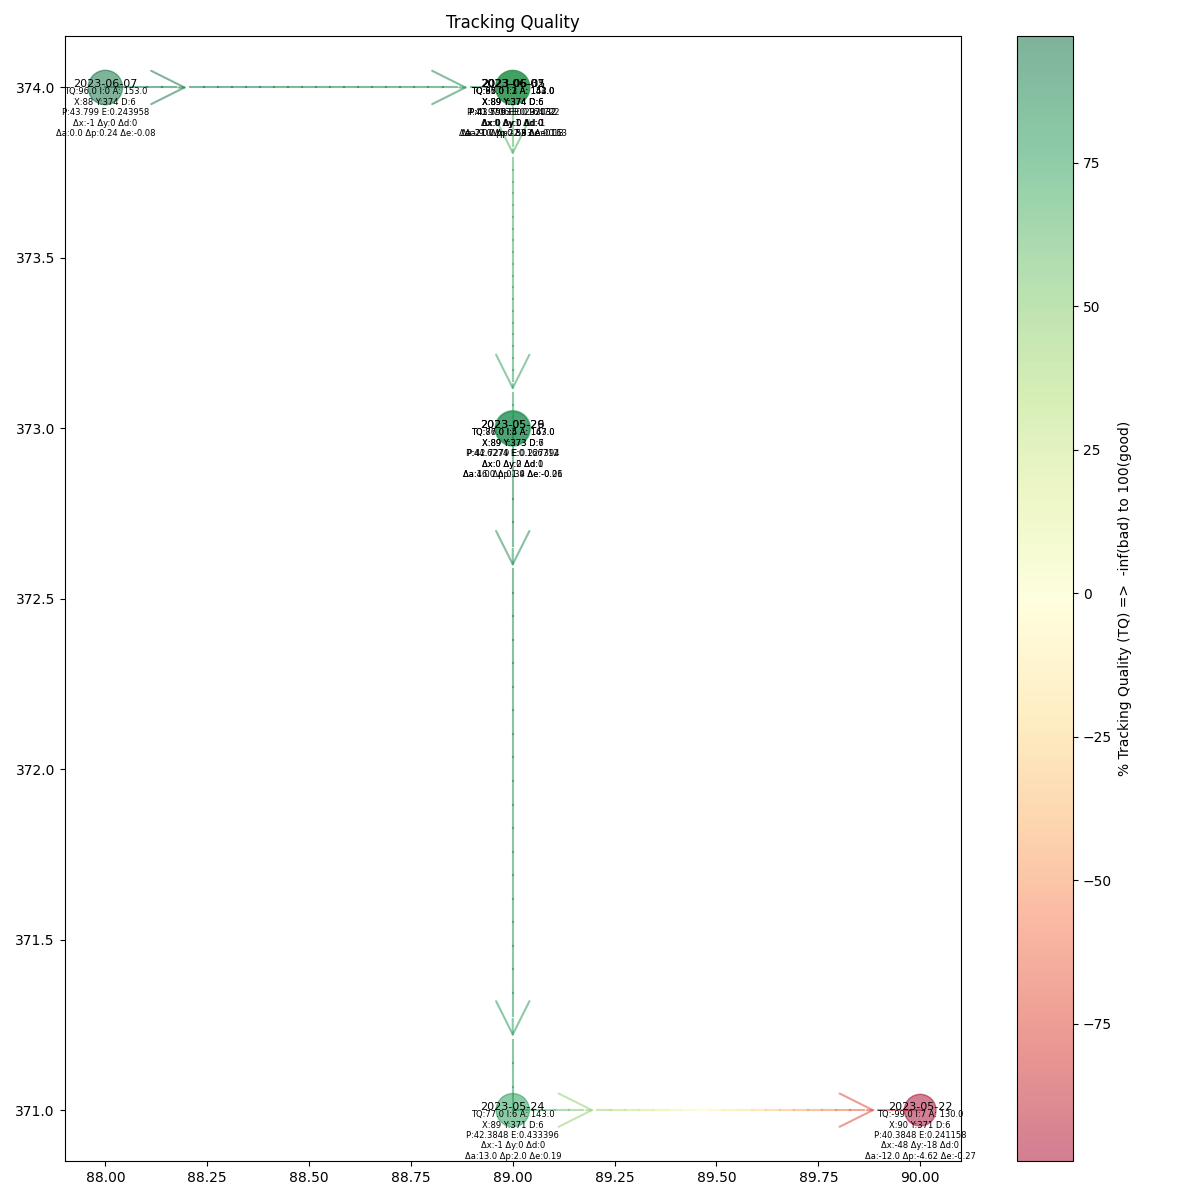 Tracking Quality
374.0
373.5
373.0
372.5
372.0
371.5
371.0
2023-06-07
TQ:96.0 I:0 A: 153.0
X:88 Y:374 D:6
P:43.799 E:0.243958
Δx:-1 Δy:0 Δd:0
Δa:0.0 Δp:0.24 Δe:-0.08
X:89 Y:374 D:6
X:89 Y:373
2023-05-24
TQ:77.0 I:6 A: 143.0
X:89 Y:371 D:6
P:42.3848 E:0.433396
Δx:-1 Δy:0 Δd:0
Δa:13.0 Δp:2.0 Δe:0.19
2023-05-22
TQ:-99.0 I:7 A: 130.0
X:90 Y:371 D:6
P:40.3848 E:0.241158
Δx:-48 Δy:-18 Δd:0
Δa:-12.0 Δp:-4.62 Δe:-0.27
88.00
88.25
88.50
88.75
89.00
89.25
89.50
89.75
90.00
75
50
25
0
−25
−50
−75
% Tracking Quality (TQ) => -inf(bad) to 100(good)